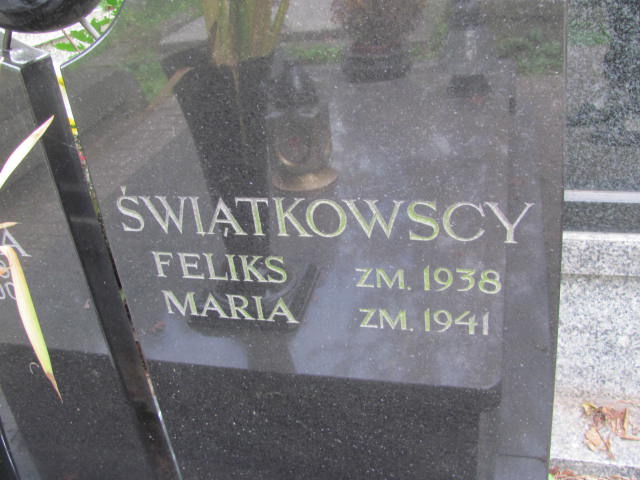 ŚWIĄTKOWSCY
FELIKS ZM. 1938
MARIA ZM. 1941